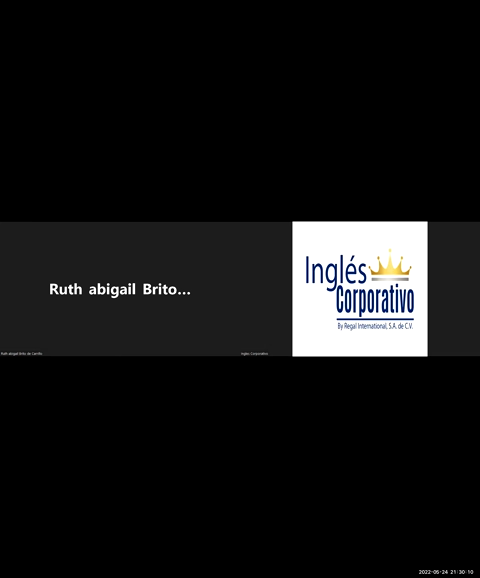 Ruth abigail Brito...
Inglés
Corporativo
By Regal International, S.A. de C.V.
Ruth abigail Brito de Carrillo
Inglés Corporativo
2022-05-24 21:30:10